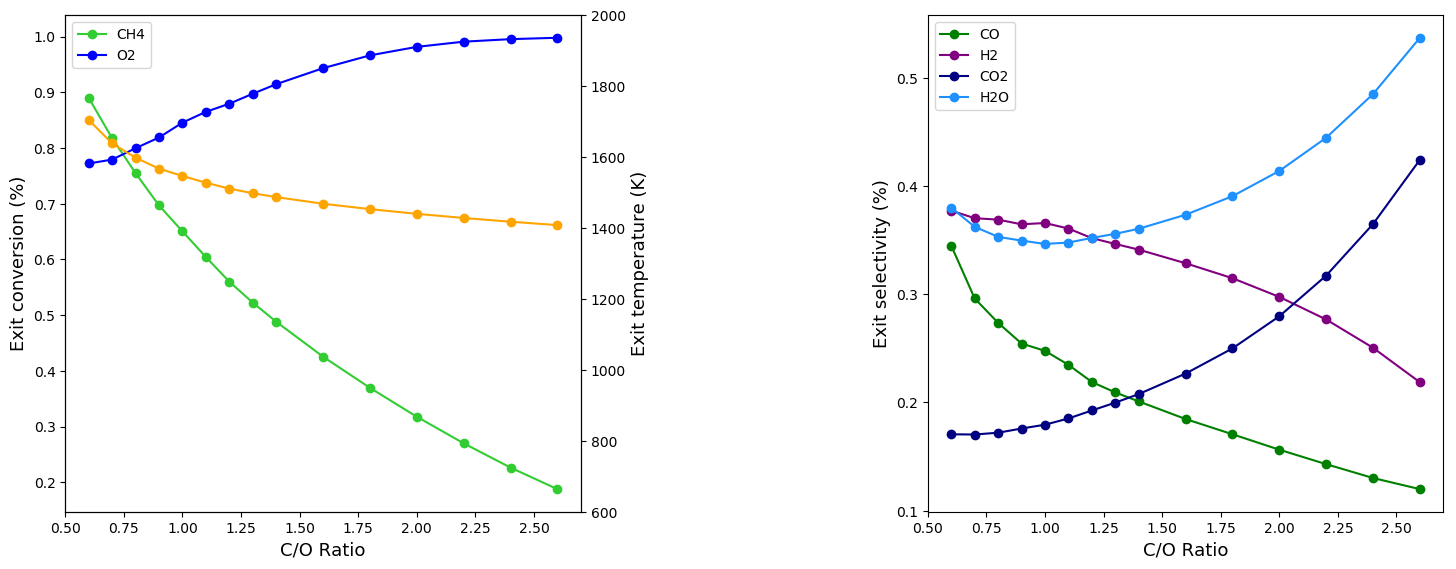 CH4
O2
1.0
0.9
0.8
0.7
0.6
0.5
0.4
0.3
0.2
Exit conversion (%)
0.50 0.75 1.00 1.25 1.50 1.75 2.00 2.25 2.50
C/O Ratio
2000
1800
1600
1400
1200
1000
800
600
Exit temperature (K)
CO
H2
CO2
H2O
0.5
0.4
0.3
0.2
0.1
Exit selectivity (%)
0.50 0.75 1.00 1.25 1.50 1.75 2.00 2.25 2.50
C/O Ratio